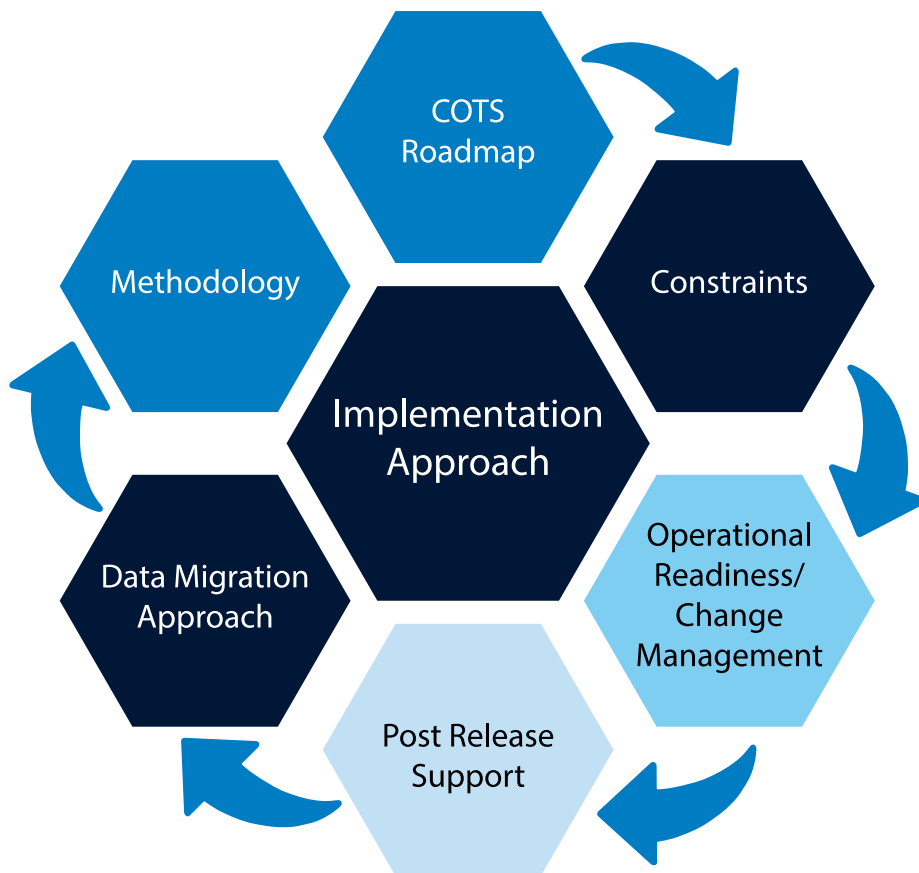 COTS
Roadmap
Methodology
Constraints
Implementation
Approach
Data Migration
Approach
Operational
Readiness/
Change
Management
Post Release
Support